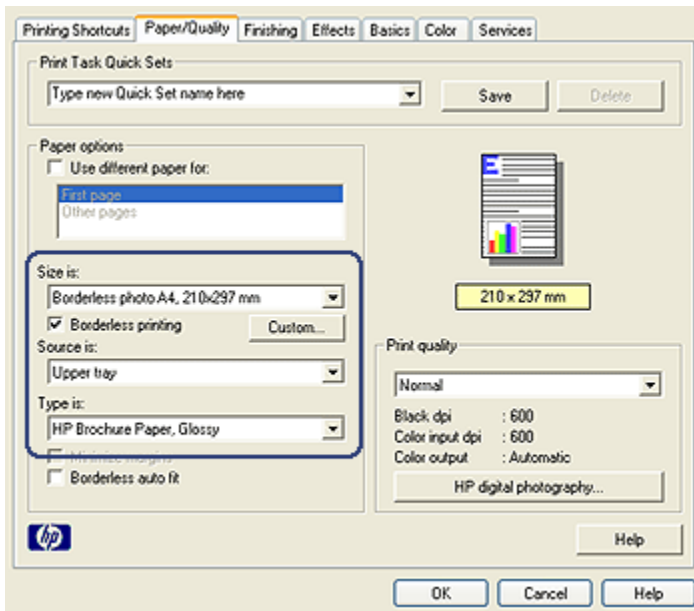 Printing Shortcuts Paper/Quality Finishing Effects Basics Color Services
Print Task Quick Sets
Type new Quick Set name here
Save
Delete
Paper options
Use different paper for:
First page
Other pages
Size is:
Borderless photo A4, 210x297 mm
Borderless printing
Custom...
Source is:
Upper tray
Type is:
HP Brochure Paper, Glossy
Minimize margins
Borderless auto fit
E
210 x 297 mm
Print quality
Normal
Black dpi : 600
Color input dpi : 600
Color output : Automatic
HP digital photography...
hp
Help
OK Cancel Help